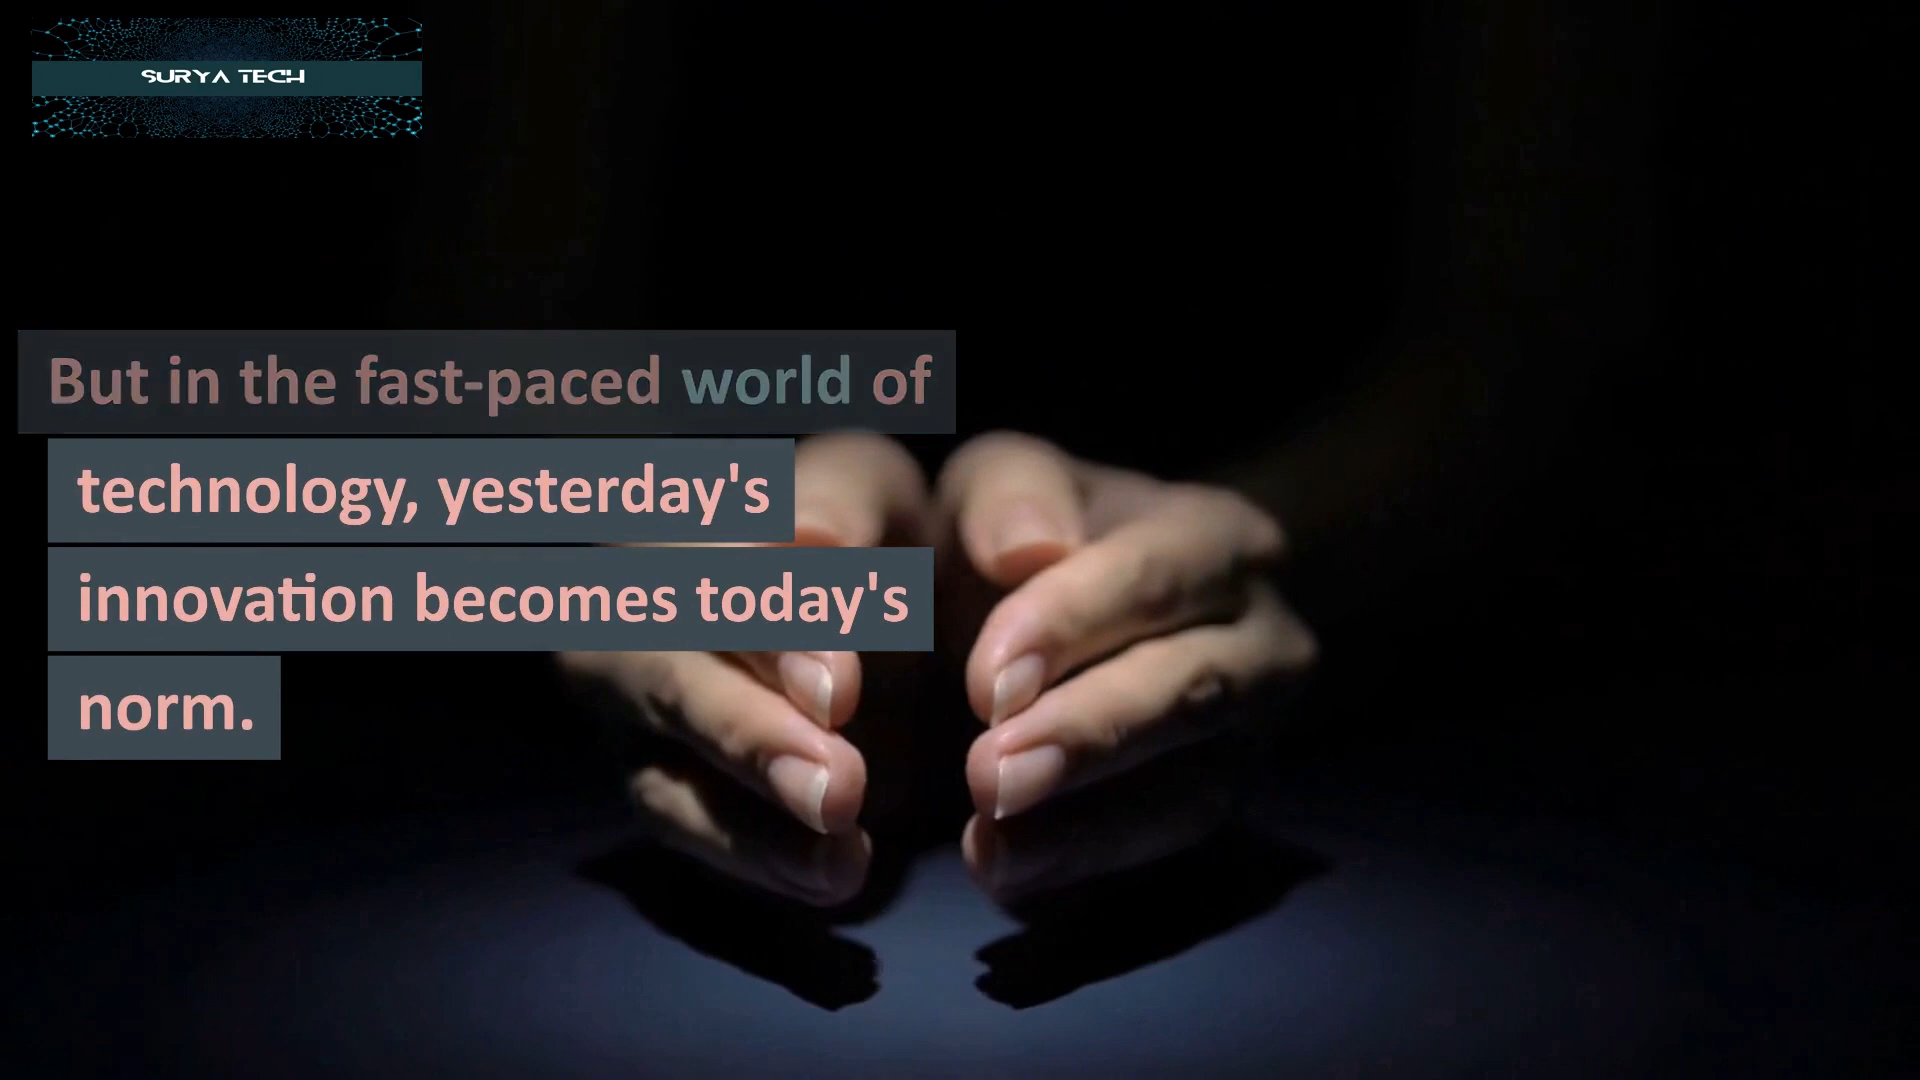 SURYA TECH
But in the fast-paced world of
technology, yesterday's
innovation becomes today's
norm.